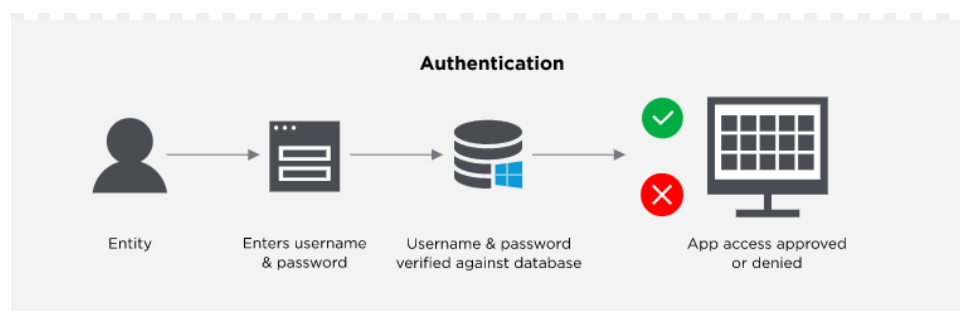 Authentication
Entity
Enters username
& password
Username & password
verified against database
App access approved
or denied